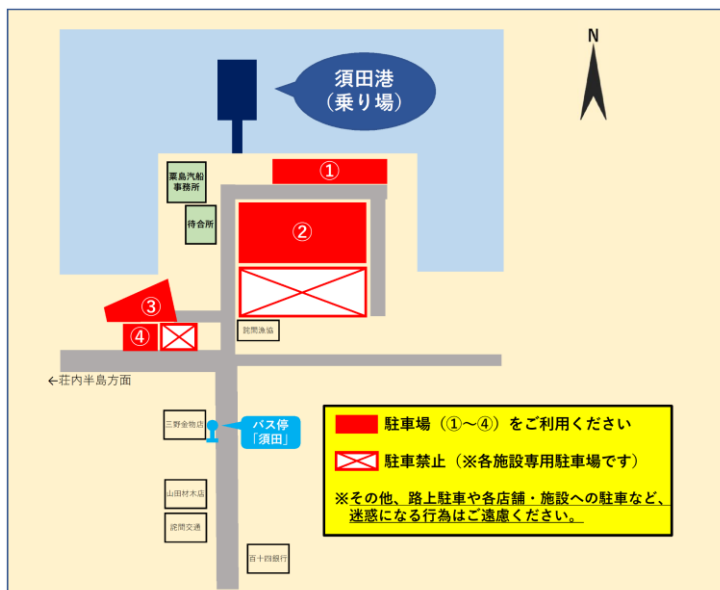 N
須田港
（乗り場）
粟島汽船
事務所
待合所
①
②
③
④
詫間漁協
←荘内半島方面
三野金物店
バス停
「須田」
山田材木店
詫間交通
百十四銀行
駐車場（①～④）をご利用ください
駐車禁止（※各施設専用駐車場です）
※その他、路上駐車や各店舗・施設への駐車など、
迷惑になる行為はご遠慮ください。